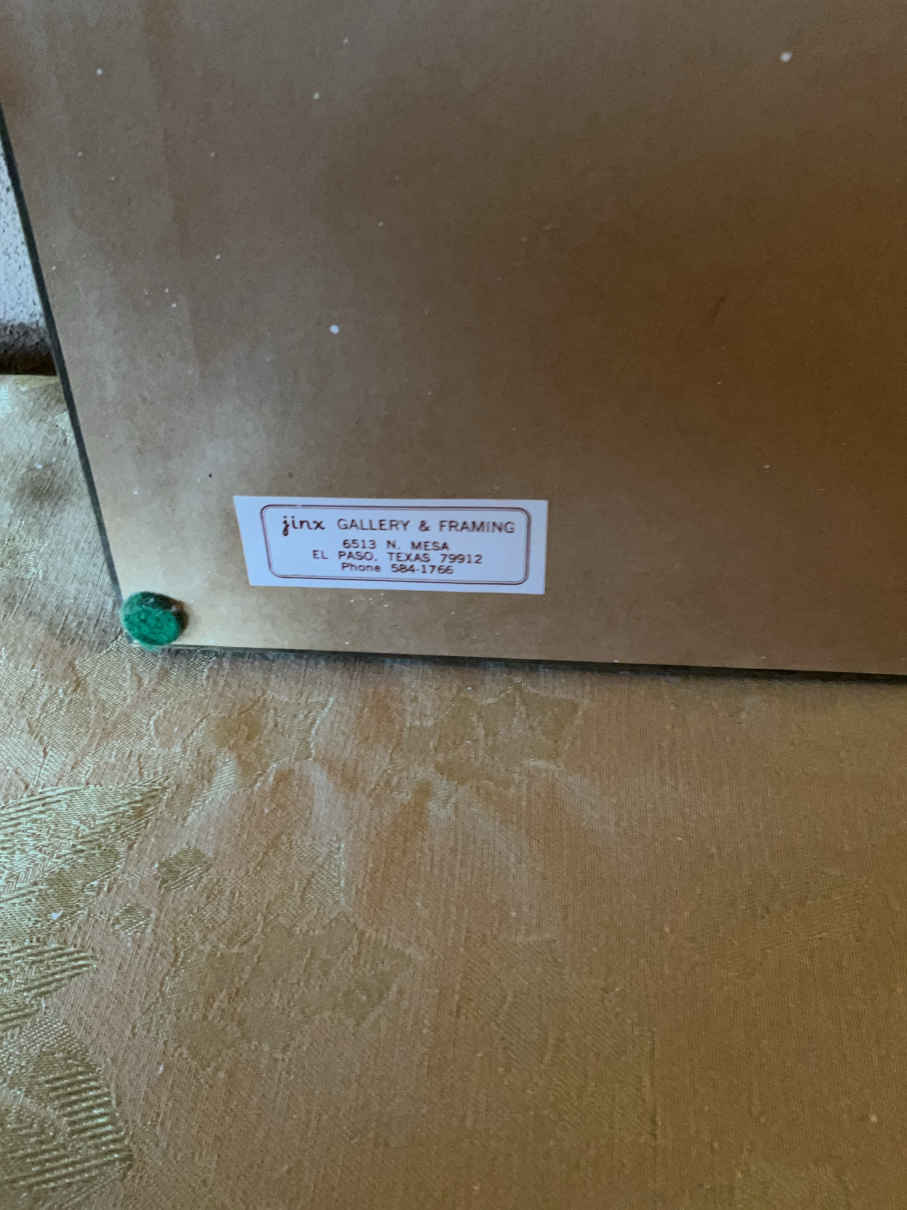 jinx GALLERY & FRAMING
6513 N. MESA
EL PASO, TEXAS 79912
Phone 584-1766